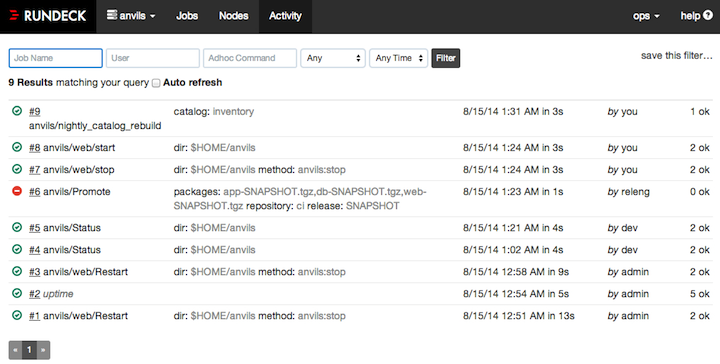 RUNDECK anvils Jobs Nodes Activity ops help
Job Name User Adhoc Command Any Any Time Filter save this filter…
9 Results matching your query Auto refresh
#9 catalog: inventory 8/15/14 1:31 AM in 3s by you 1 ok
anvils/nightly_catalog_rebuild
#8 anvils/web/start dir: $HOME/anvils 8/15/14 1:24 AM in 3s by you 2 ok
#7 anvils/web/stop dir: $HOME/anvils method: anvils:stop 8/15/14 1:24 AM in 3s by you 2 ok
#6 anvils/Promote packages: app-SNAPSHOT.tgz,db-SNAPSHOT.tgz,web- 8/15/14 1:23 AM in 1s by releng 0 ok
SNAPSHOT.tgz repository: ci release: SNAPSHOT
#5 anvils/Status dir: $HOME/anvils 8/15/14 1:21 AM in 4s by dev 2 ok
#4 anvils/Status dir: $HOME/anvils 8/15/14 1:02 AM in 4s by dev 2 ok
#3 anvils/web/Restart dir: $HOME/anvils method: anvils:stop 8/15/14 12:58 AM in 9s by admin 2 ok
#2 uptime 8/15/14 12:54 AM in 5s by admin 5 ok
#1 anvils/web/Restart dir: $HOME/anvils method: anvils:stop 8/15/14 12:51 AM in 13s by admin 2 ok
« 1 »